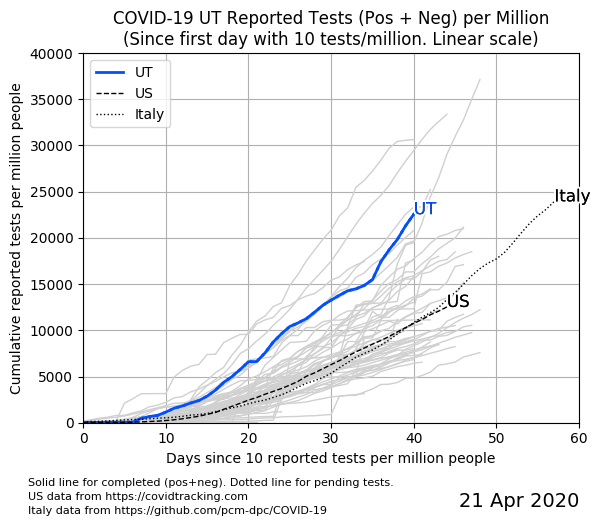 COVID-19 UT Reported Tests (Pos + Neg) per Million
(Since first day with 10 tests/million. Linear scale)
40000
35000
30000
25000
20000
15000
10000
5000
0
Cumulative reported tests per million people
UT
US
Italy
UT
US
Italy
0 10 20 30 40 50 60
Days since 10 rported tests per million people
Solid line for completed (pos+neg). Dotted line for pending tests.
US data from https://covidtracking.com
Italy data from https://github.com/pcm-dpc/COVID-19
21 Apr 2020